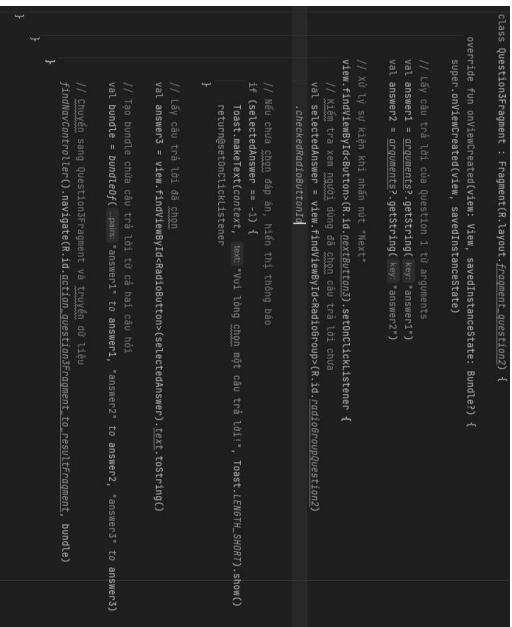 class Question3Fragment : Fragment(R.layout.fragment_question2) {
override fun onViewCreated(view: View, savedInstanceState: Bundle?) {
super.onViewCreated(view, savedInstanceState)
// Lấy câu trả lời của Question 1 từ arguments
val answer1 = arguments?.getString( key: "answer1")
val answer2 = arguments?.getString( key: "answer2")
// Xử lý sự kiện khi nhấn nút "Next"
view.findViewById<Button>(R.id.nextButton3).setOnClickListener {
// Kiểm tra xem người dùng đã chọn câu trả lời chưa
val selectedAnswer = view.findViewById<RadioGroup>(R.id.radioGroupQuestion2)
.checkedRadioButtonId
// Nếu chưa chọn đáp án, hiển thị thông báo
if (selectedAnswer == -1) {
Toast.makeText(context, text: "Vui lòng chọn một câu trả lời!", Toast.LENGTH_SHORT).show()
return@setOnClickListener
}
// Lấy câu trả lời đã chọn
val answer3 = view.findViewById<RadioButton>(selectedAnswer).text.toString()
// Tạo bundle chứa câu trả lời từ cả hai câu hỏi
val bundle = bundleOf( ...pairs: "answer1" to answer1, "answer2" to answer2, "answer3" to answer3)
// Chuyển sang Question3Fragment và truyền dữ liệu
findNavController().navigate(R.id.action_question3Fragment_to_resultFragment, bundle)
}
}
}